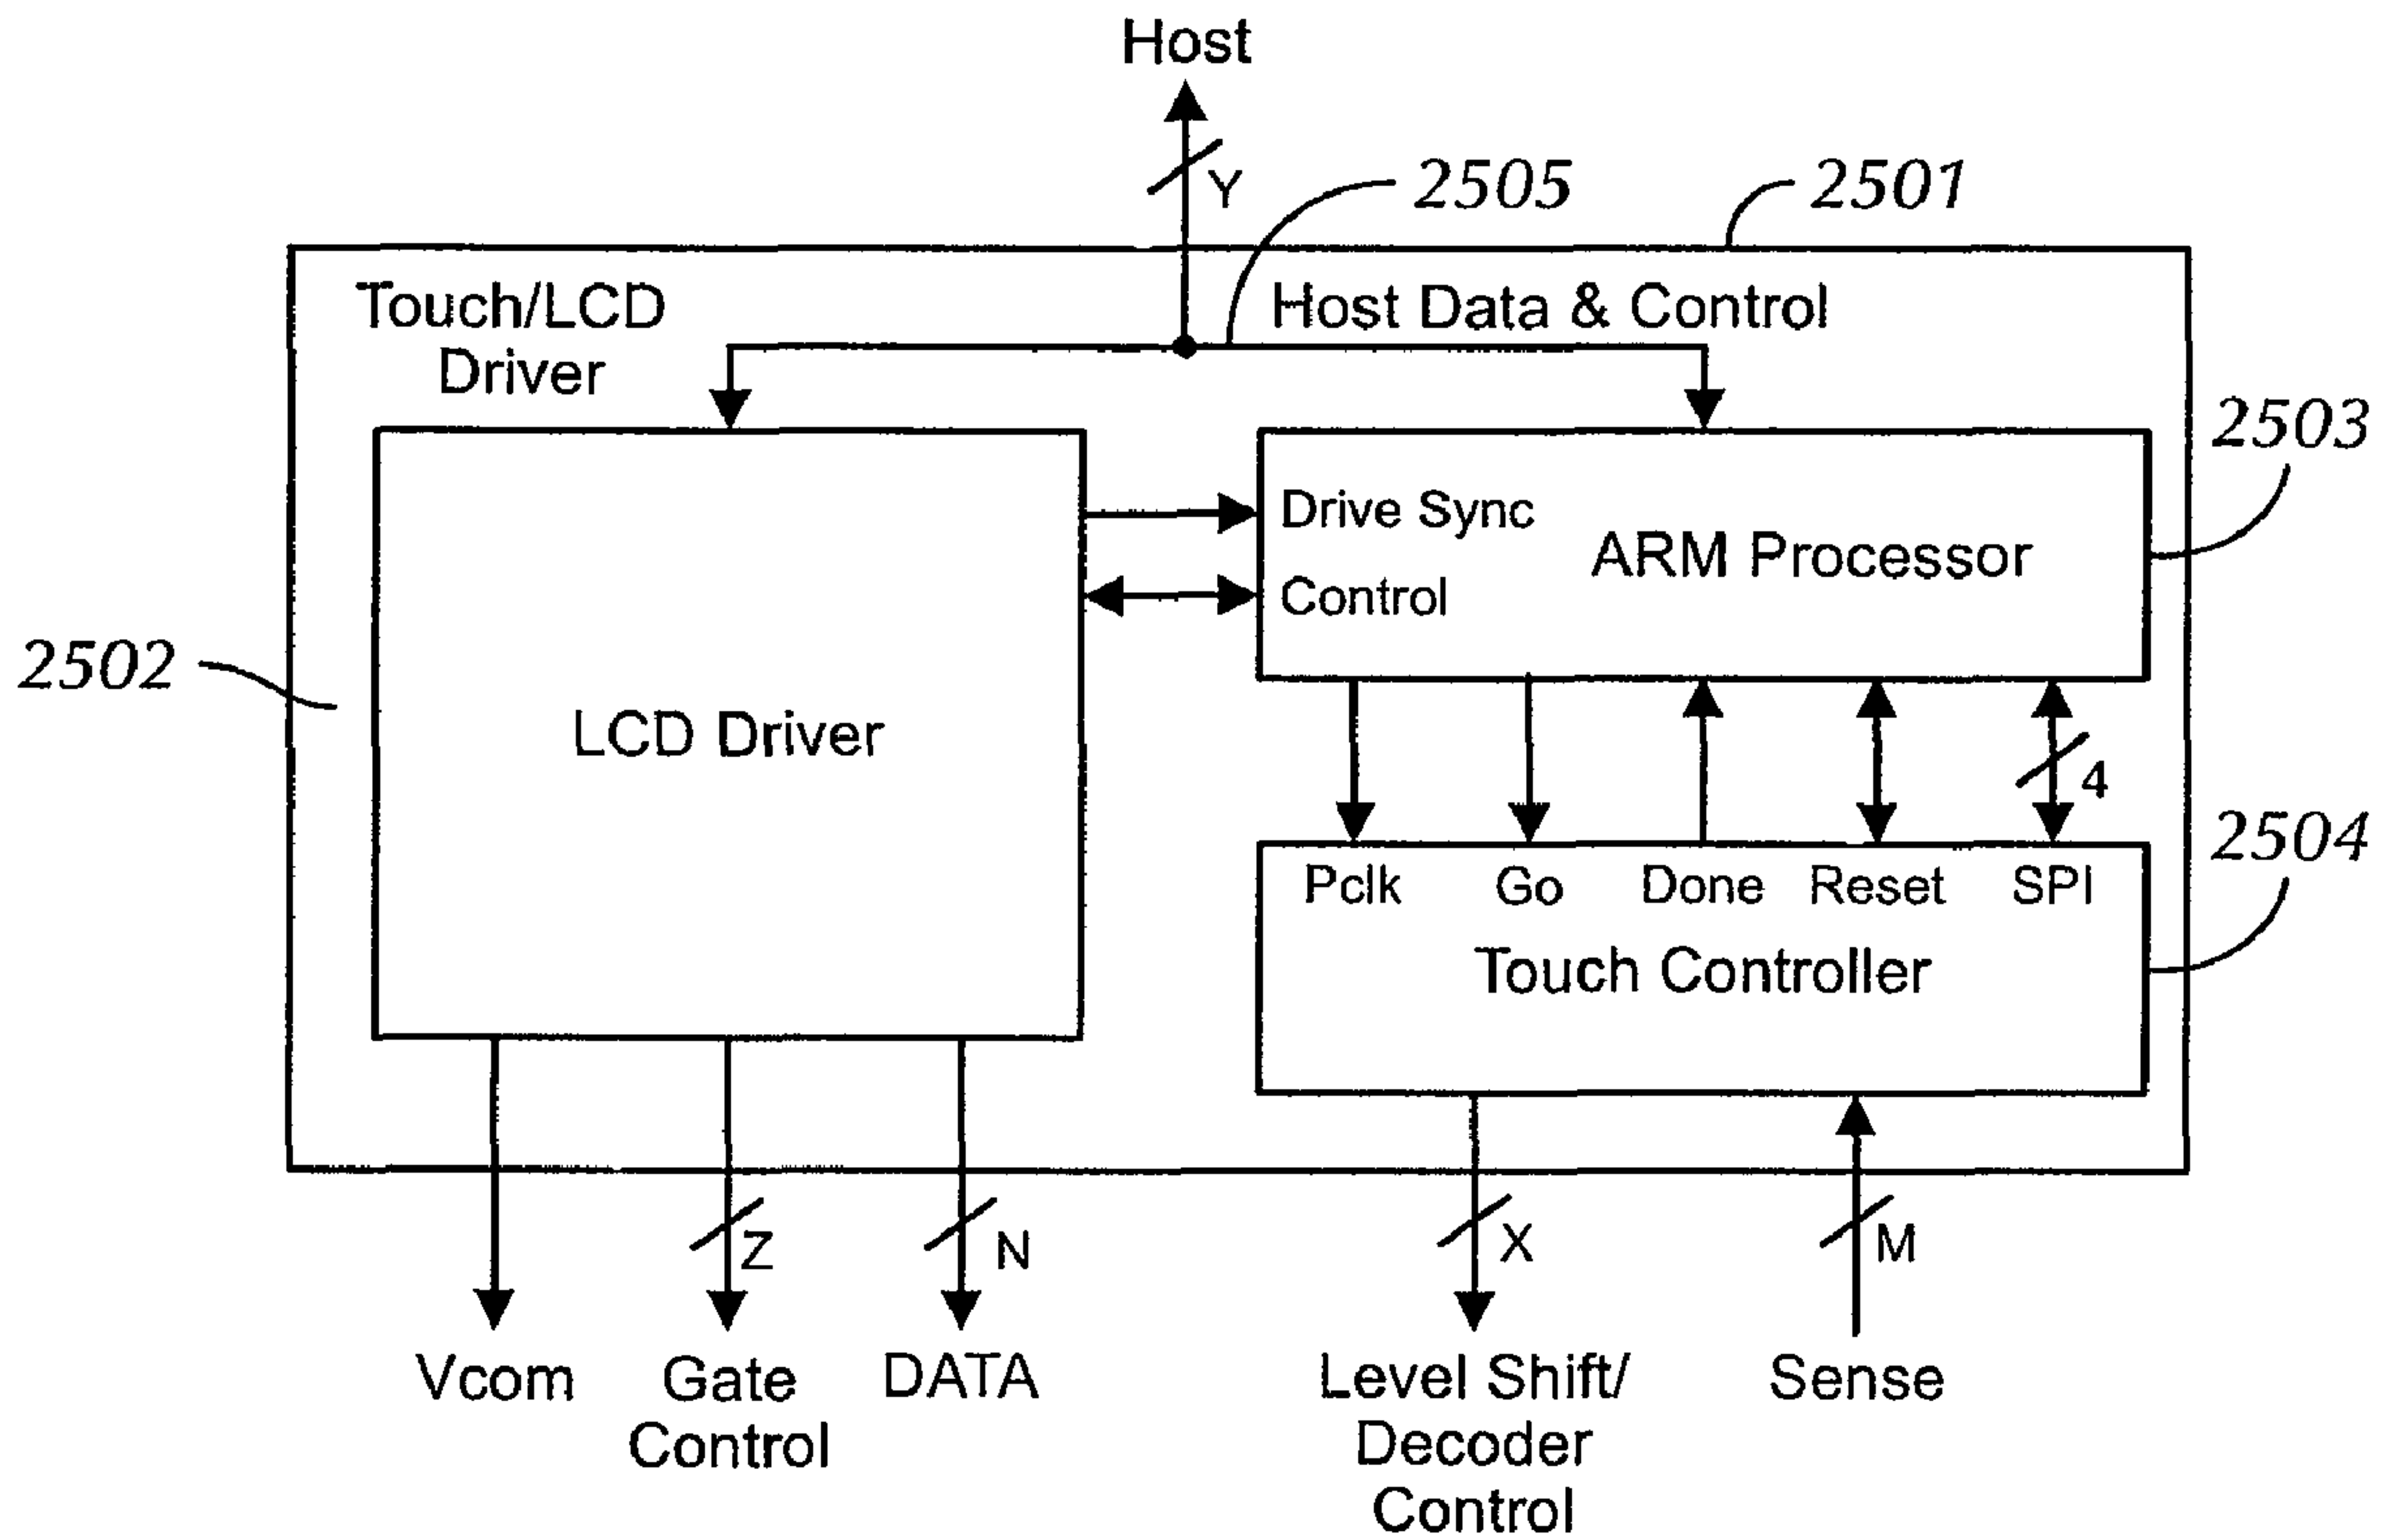 Host
Y
2505
2501
Touch/LCD
Driver
Host Data & Control
2503
Drive Sync
ARM Processor
Control
2502
LCD Driver
4
2504
Pclk
Go
Done
Reset
SPI
Touch Controller
Z
N
X
M
Vcom
Gate
Control
DATA
Level Shift/
Decoder
Control
Sense